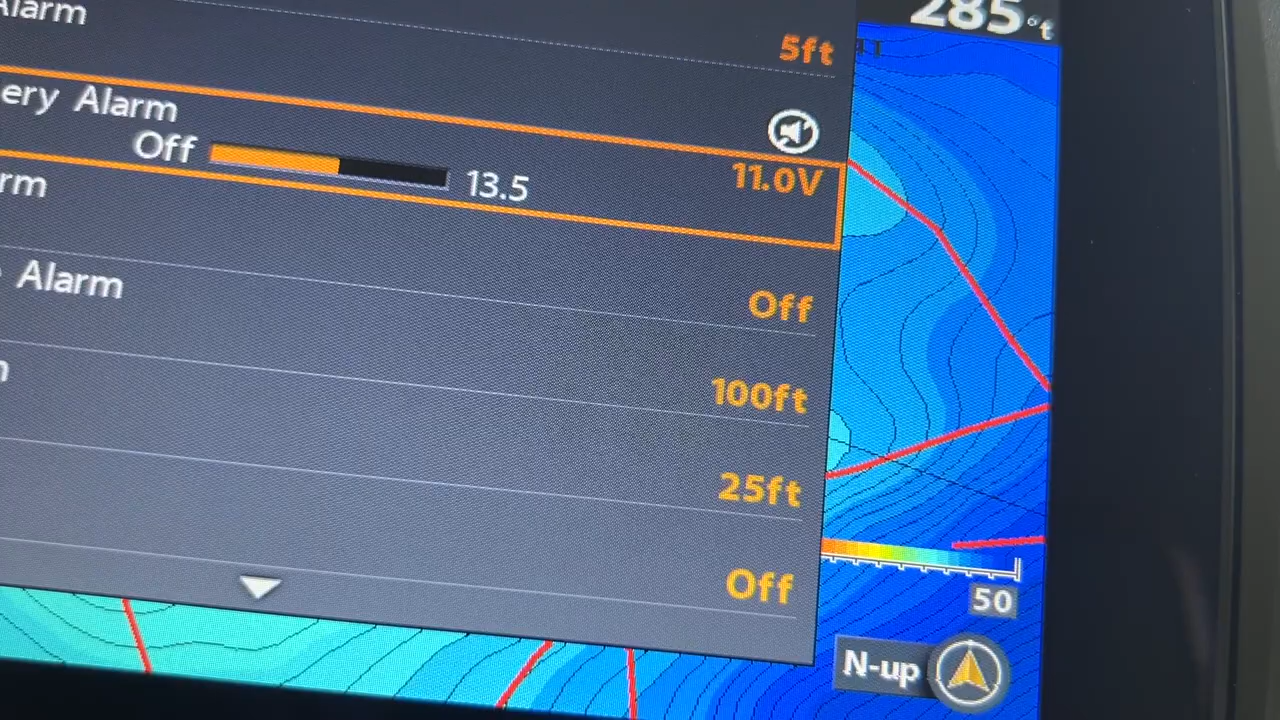 Alarm
5ft
285°t
ery Alarm
Off 13.5 11.0V
rm
Off
Alarm
100ft
25ft
Off
50
N-up